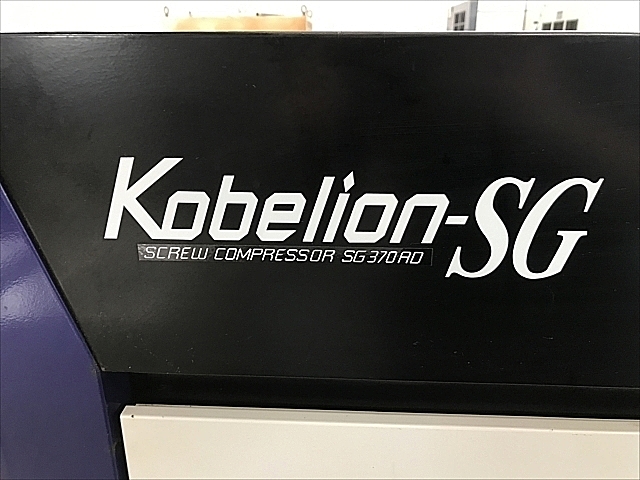 Kobelion-SG
SCREW COMPRESSOR SG370AD